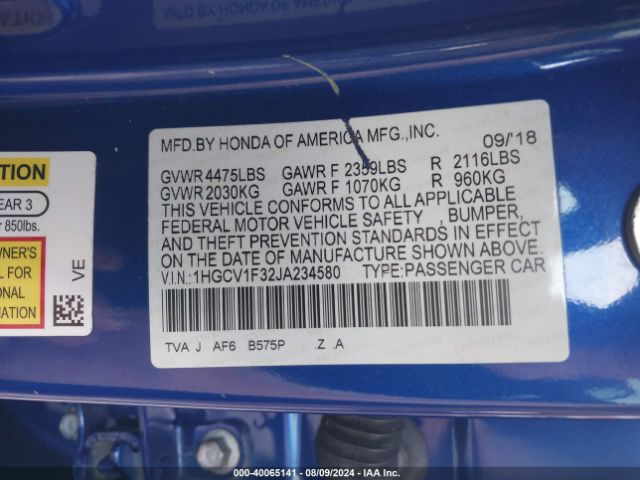 MFD.BY HONDA OF AMERICA MFG.,INC.
09/'18
GVWR 4475LBS GAWR F 2359LBS R 2116LBS
GVWR 2030KG GAWR F 1070KG R 960KG
THIS VEHICLE CONFORMS TO ALL APPLICABLE
FEDERAL MOTOR VEHICLE SAFETY , BUMPER,
AND THEFT PREVENTION STANDARDS IN EFFECT
ON THE DATE OF MANUFACTURE SHOWN ABOVE.
V.I.N.:1HGCV1F32JA234580 TYPE:PASSENGER CAR
TVA J AF6 B575P .Z .A
EAR 3
r 850lbs.
WNER'S
L FOR
ONAL
MATION
VE
000-40065141 - 08/09/2024 - IAA Inc.